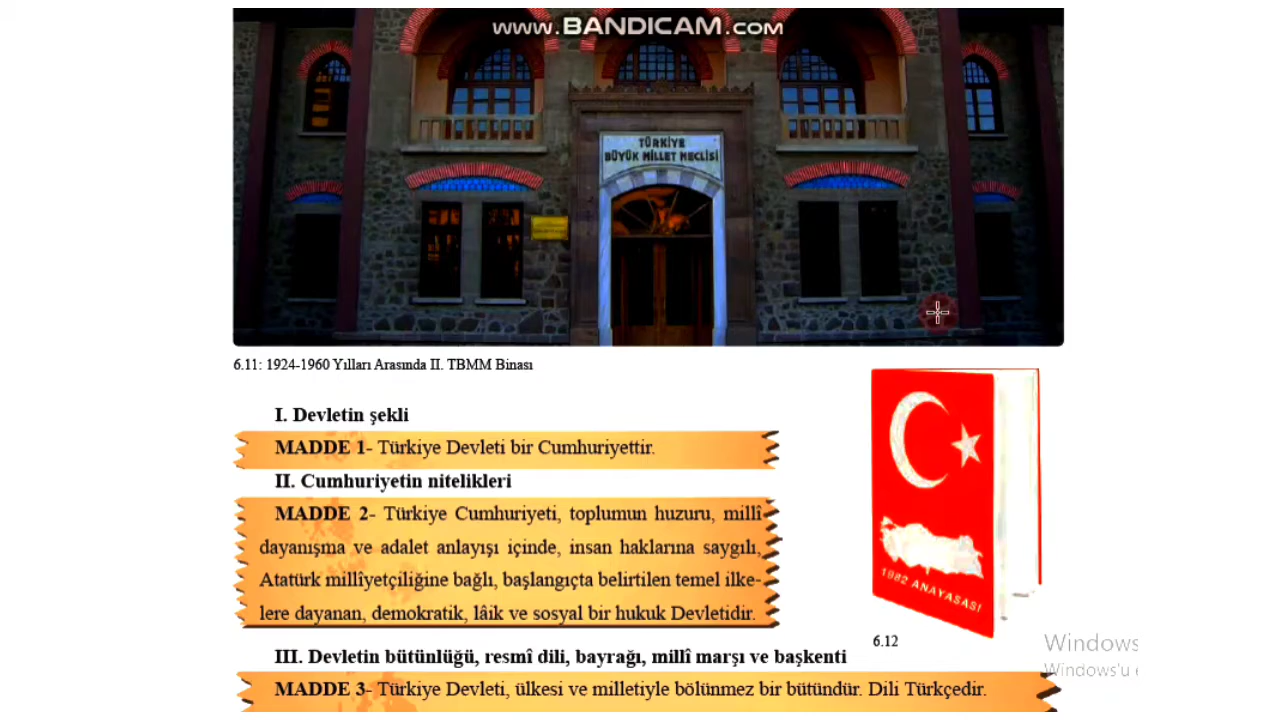 www.BANDICAM.com
TÜRKİYE
BÜYÜK MİLLET MECLİSİ
6.11: 1924-1960 Yılları Arasında II. TBMM Binası
I. Devletin şekli
MADDE 1- Türkiye Devleti bir Cumhuriyettir.
II. Cumhuriyetin nitelikleri
MADDE 2- Türkiye Cumhuriyeti, toplumun huzuru, millî
dayanışma ve adalet anlayışı içinde, insan haklarına saygılı,
Atatürk millîyetçiliğine bağlı, başlangıçta belirtilen temel ilke-
lere dayanan, demokratik, lâik ve sosyal bir hukuk Devletidir.
1982 ANAYASASI
6.12
III. Devletin bütünlüğü, resmî dili, bayrağı, millî marşı ve başkenti
MADDE 3- Türkiye Devleti, ülkesi ve milletiyle bölünmez bir bütündür. Dili Türkçedir.
Windows
Windows'u